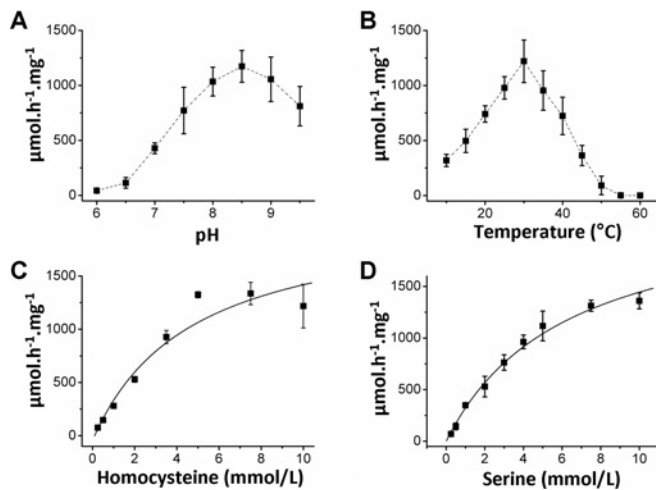 A
1500
1000
500
0
6 7 8 9
pH
µmol.h⁻¹.mg⁻¹
B
1500
1000
500
0
20 40 60
Temperature (°C)
µmol.h⁻¹.mg⁻¹
C
1500
1000
500
0
0 2 4 6 8 10
Homocysteine (mmol/L)
µmol.h⁻¹.mg⁻¹
D
1500
1000
500
0
0 2 4 6 8 10
Serine (mmol/L)
µmol.h⁻¹.mg⁻¹